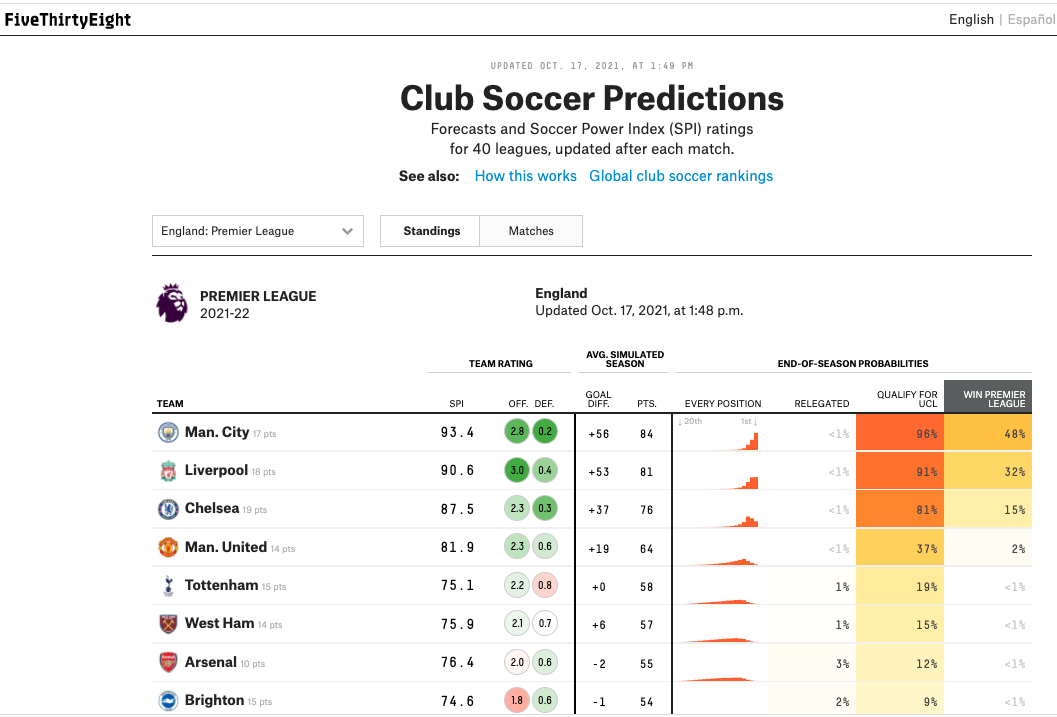 FiveThirtyEight
English | Español
UPDATED OCT. 17, 2021, AT 1:49 PM
Club Soccer Predictions
Forecasts and Soccer Power Index (SPI) ratings
for 40 leagues, updated after each match.
See also: How this works Global club soccer rankings
England: Premier League Standings Matches
PREMIER LEAGUE
2021-22
England
Updated Oct. 17, 2021, at 1:48 p.m.
TEAM RATING AVG. SIMULATED SEASON END-OF-SEASON PROBABILITIES
TEAM SPI OFF. DEF. GOAL DIFF. PTS. EVERY POSITION RELEGATED QUALIFY FOR UCL WIN PREMIER LEAGUE
↓ 20th 1st ↓
Man. City 17 pts 93.4 2.8 0.2 +56 84 <1% 96% 48%
Liverpool 18 pts 90.6 3.0 0.4 +53 81 <1% 91% 32%
Chelsea 19 pts 87.5 2.3 0.3 +37 76 <1% 81% 15%
Man. United 14 pts 81.9 2.3 0.6 +19 64 <1% 37% 2%
Tottenham 15 pts 75.1 2.2 0.8 +0 58 1% 19% <1%
West Ham 14 pts 75.9 2.1 0.7 +6 57 1% 15% <1%
Arsenal 10 pts 76.4 2.0 0.6 -2 55 3% 12% <1%
Brighton 15 pts 74.6 1.8 0.6 -1 54 2% 9% <1%